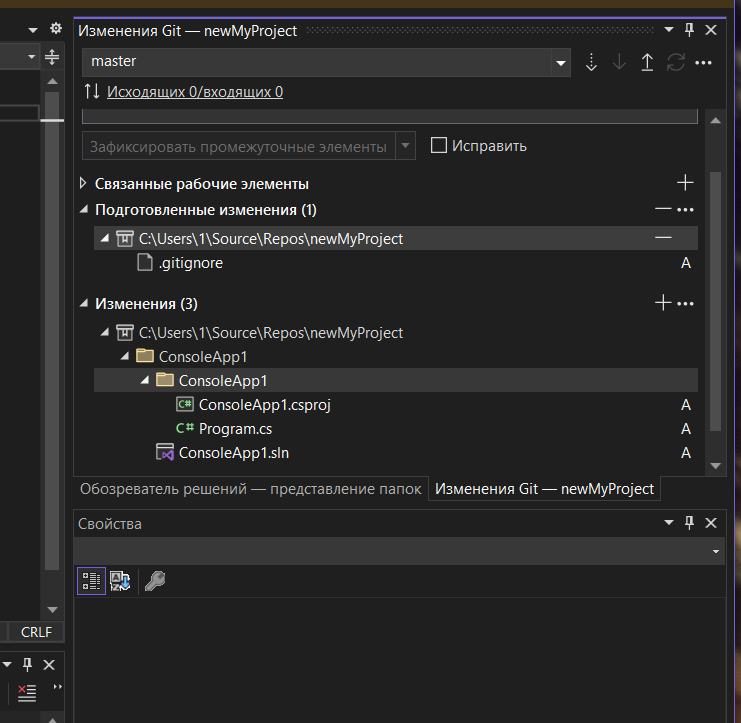 Изменения Git — newMyProject
master
Исходящих 0/входящих 0
Зафиксировать промежуточные элементы
Исправить
Связанные рабочие элементы
Подготовленные изменения (1)
C:\Users\1\Source\Repos\newMyProject
.gitignore A
Изменения (3)
C:\Users\1\Source\Repos\newMyProject
ConsoleApp1
ConsoleApp1
ConsoleApp1.csproj A
Program.cs A
ConsoleApp1.sln A
Обозреватель решений — представление папок
Изменения Git — newMyProject
Свойства
CRLF